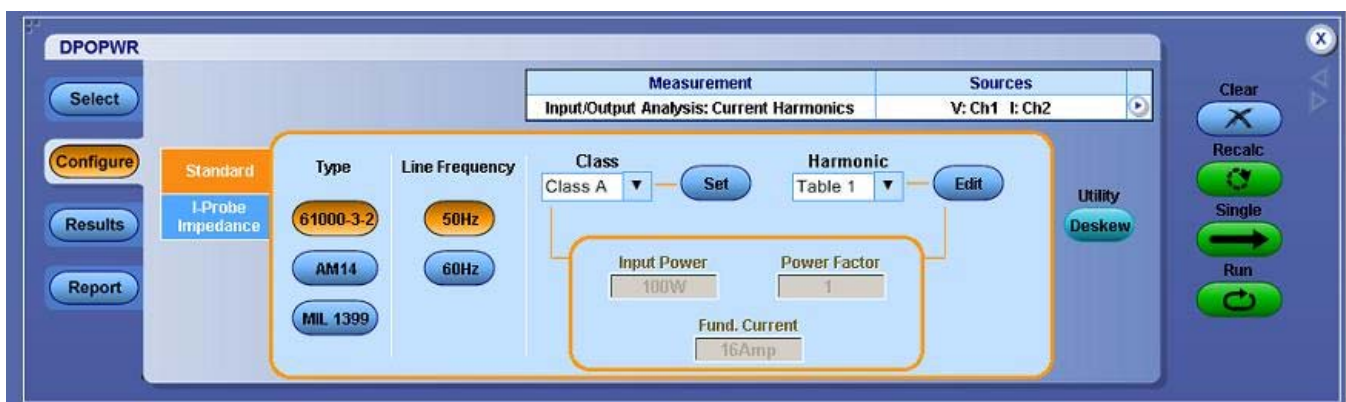 DPOPWR
Select
Configure
Results
Report
Measurement Sources
Input/Output Analysis: Current Harmonics V: Ch1 I: Ch2
Standard
I-Probe
Impedance
Type
61000-3-2
AM14
MIL 1399
Line Frequency
50Hz
60Hz
Class
Class A
Set
Harmonic
Table 1
Edit
Input Power
100W
Power Factor
1
Fund. Current
16Amp
Utility
Deskew
X
Clear
Recalc
Single
Run